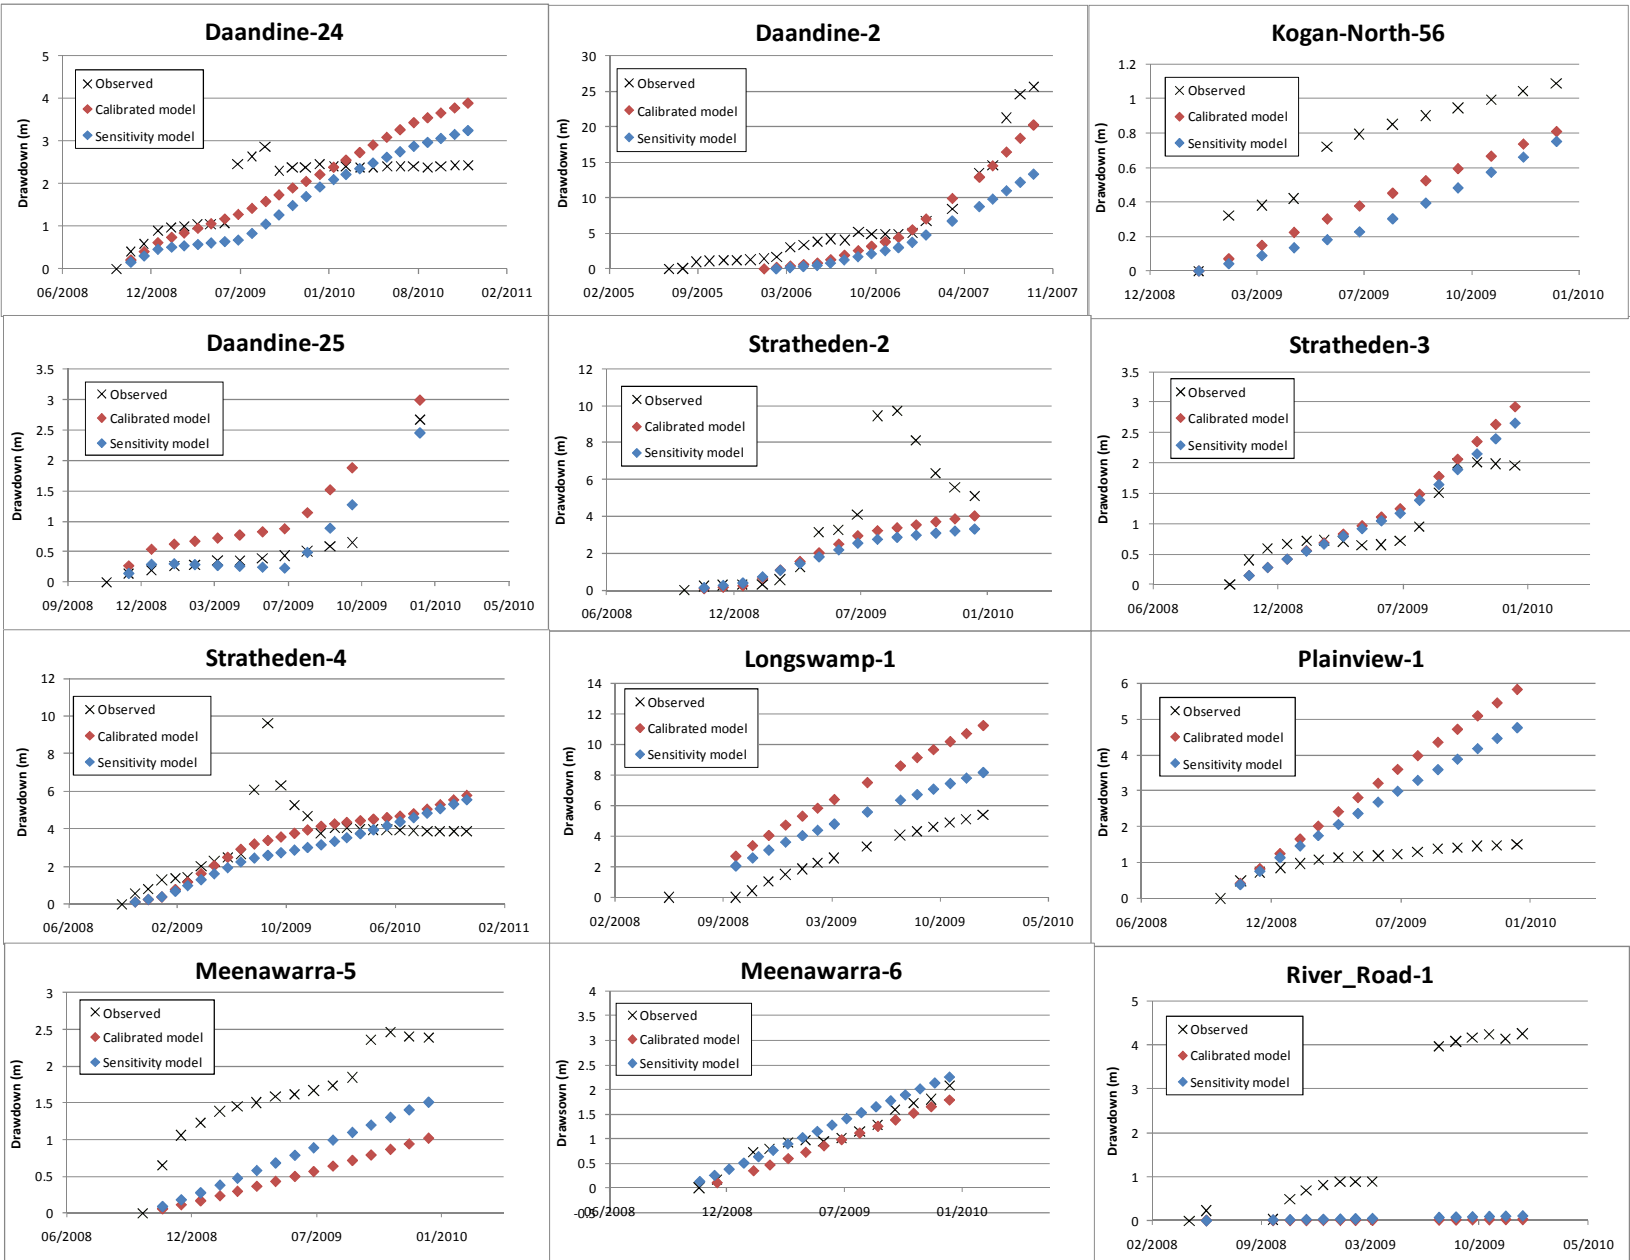 Daandine-24
Drawdown (m)
5
4
3
2
1
0
Observed
Calibrated model
Sensitivity model
06/2008 12/2008 07/2009 01/2010 08/2010 02/2011
Daandine-2
Drawdown (m)
30
25
20
15
10
5
0
Observed
Calibrated model
Sensitivity model
02/2005 09/2005 03/2006 10/2006 04/2007 11/2007
Kogan-North-56
Drawdown (m)
1.2
1
0.8
0.6
0.4
0.2
0
Observed
Calibrated model
Sensitivity model
12/2008 03/2009 07/2009 10/2009 01/2010
Daandine-25
Drawdown (m)
3.5
3
2.5
2
1.5
1
0.5
0
Observed
Calibrated model
Sensitivity model
09/2008 12/2008 03/2009 07/2009 10/2009 01/2010 05/2010
Stratheden-2
Drawdown (m)
12
10
8
6
4
2
0
Observed
Calibrated model
Sensitivity model
06/2008 12/2008 07/2009 01/2010
Stratheden-3
Drawdown (m)
3.5
3
2.5
2
1.5
1
0.5
0
Observed
Calibrated model
Sensitivity model
06/2008 12/2008 07/2009 01/2010
Stratheden-4
Drawdown (m)
12
10
8
6
4
2
0
Observed
Calibrated model
Sensitivity model
06/2008 02/2009 10/2009 06/2010 02/2011
Longswamp-1
Drawdown (m)
14
12
10
8
6
4
2
0
Observed
Calibrated model
Sensitivity model
02/2008 09/2008 03/2009 10/2009 05/2010
Plainview-1
Drawdown (m)
6
5
4
3
2
1
0
Observed
Calibrated model
Sensitivity model
06/2008 12/2008 07/2009 01/2010
Meenawarra-5
Drawdown (m)
3
2.5
2
1.5
1
0.5
0
Observed
Calibrated model
Sensitivity model
06/2008 12/2008 07/2009 01/2010
Meenawarra-6
Drawsown (m)
4
3.5
3
2.5
2
1.5
1
0.5
0
-0.5
Observed
Calibrated model
Sensitivity model
06/2008 12/2008 07/2009 01/2010
River_Road-1
Drawdown (m)
5
4
3
2
1
0
Observed
Calibrated model
Sensitivity model
02/2008 09/2008 03/2009 10/2009 05/2010